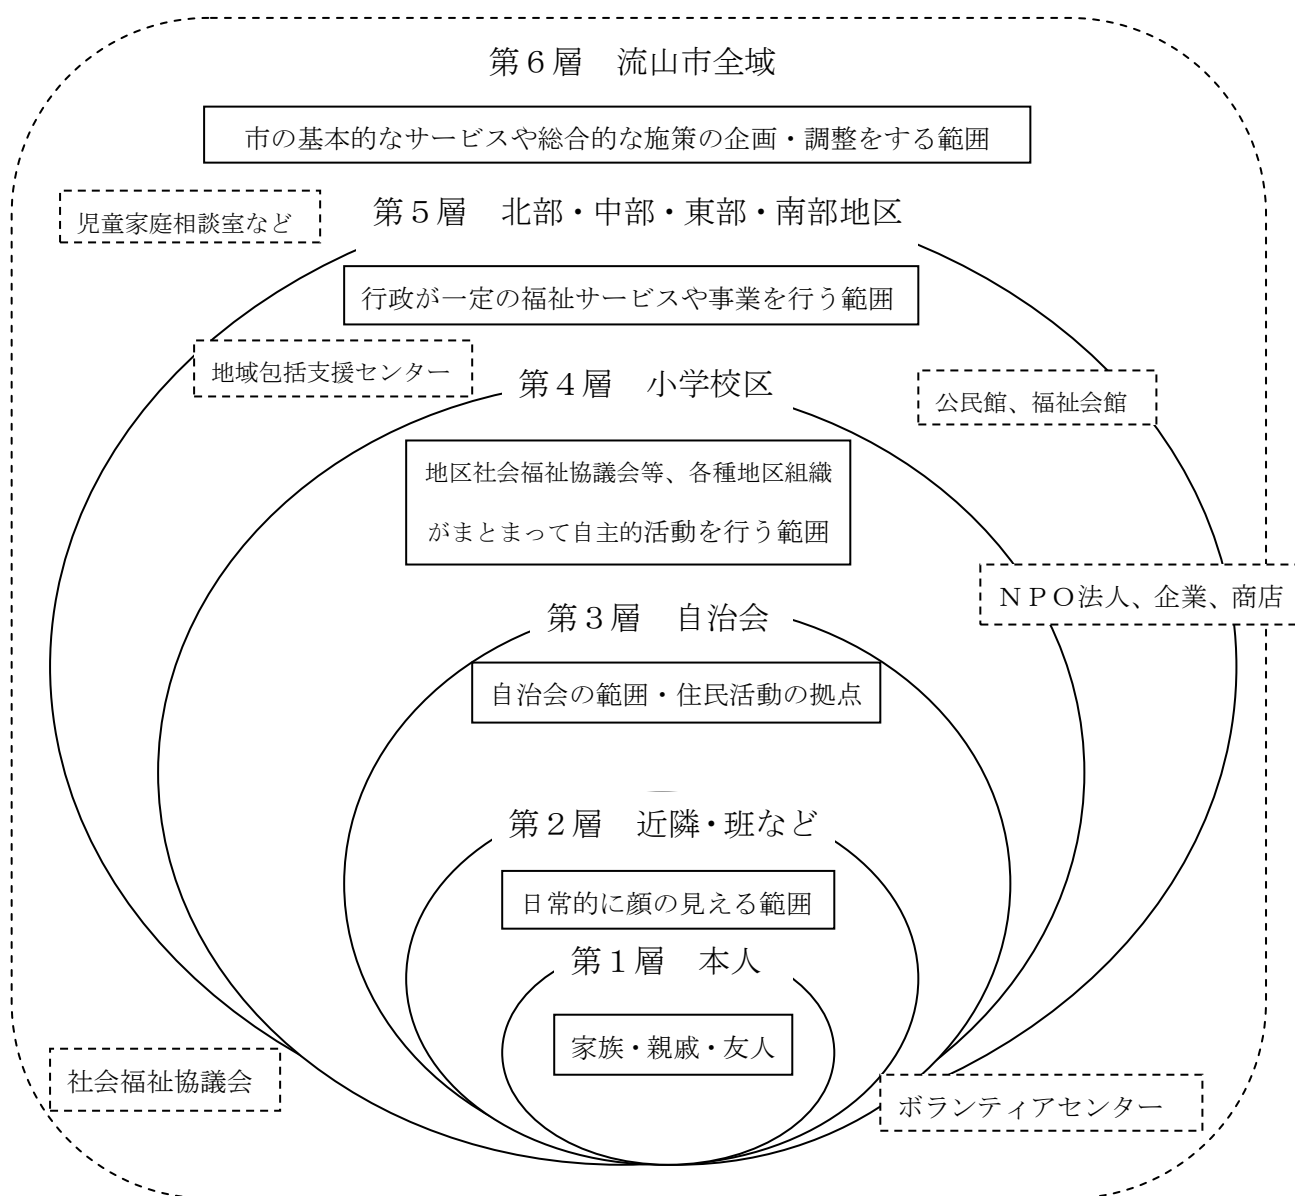 第６層　流山市全域
市の基本的なサービスや総合的な施策の企画・調整をする範囲
児童家庭相談室など
第５層　北部・中部・東部・南部地区
行政が一定の福祉サービスや事業を行う範囲
地域包括支援センター
第４層　小学校区
公民館、福祉会館
地区社会福祉協議会等、各種地区組織
がまとまって自主的活動を行う範囲
ＮＰＯ法人、企業、商店
第３層　自治会
自治会の範囲・住民活動の拠点
第２層　近隣・班など
日常的に顔の見える範囲
第１層　本人
家族・親戚・友人
社会福祉協議会
ボランティアセンター